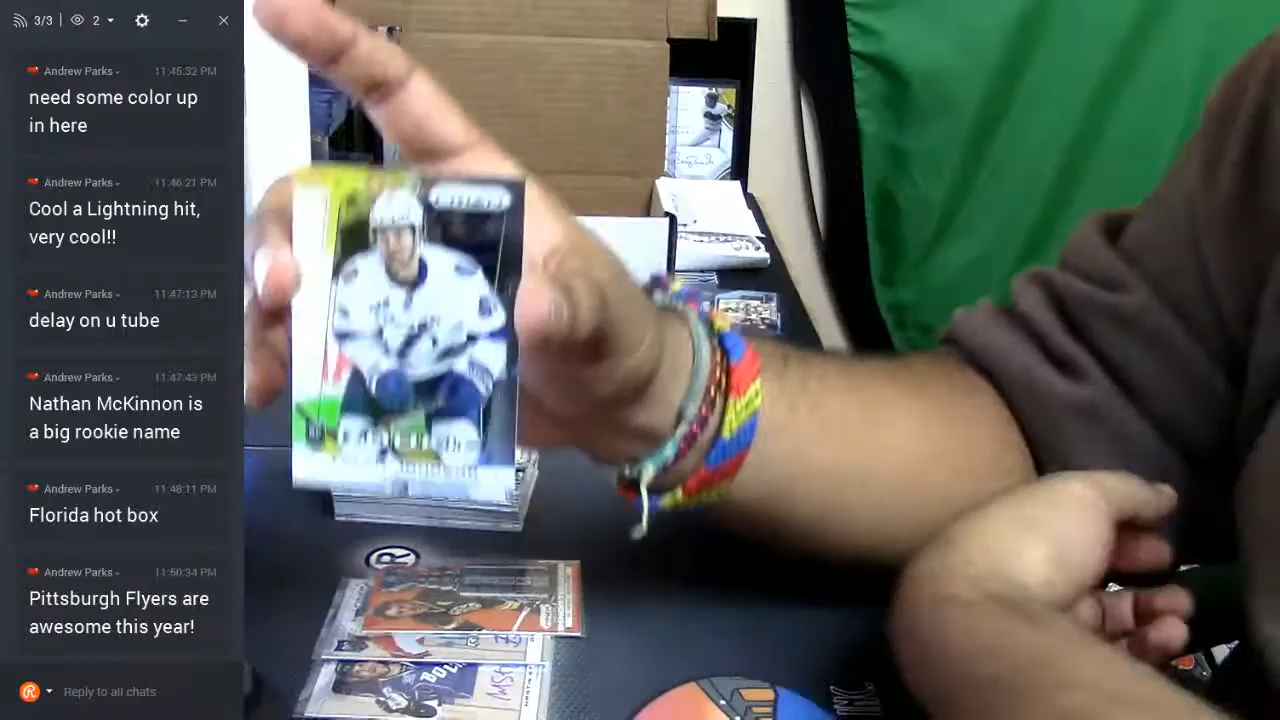 3/3 2
Andrew Parks 11:45:32 PM
need some color up
in here
Andrew Parks 11:46:21 PM
Cool a Lightning hit,
very cool!!
Andrew Parks 11:47:13 PM
delay on u tube
Andrew Parks 11:47:43 PM
Nathan McKinnon is
a big rookie name
Andrew Parks 11:48:11 PM
Florida hot box
Andrew Parks 11:50:34 PM
Pittsburgh Flyers are
awesome this year!
Reply to all chats
PRIZM
R